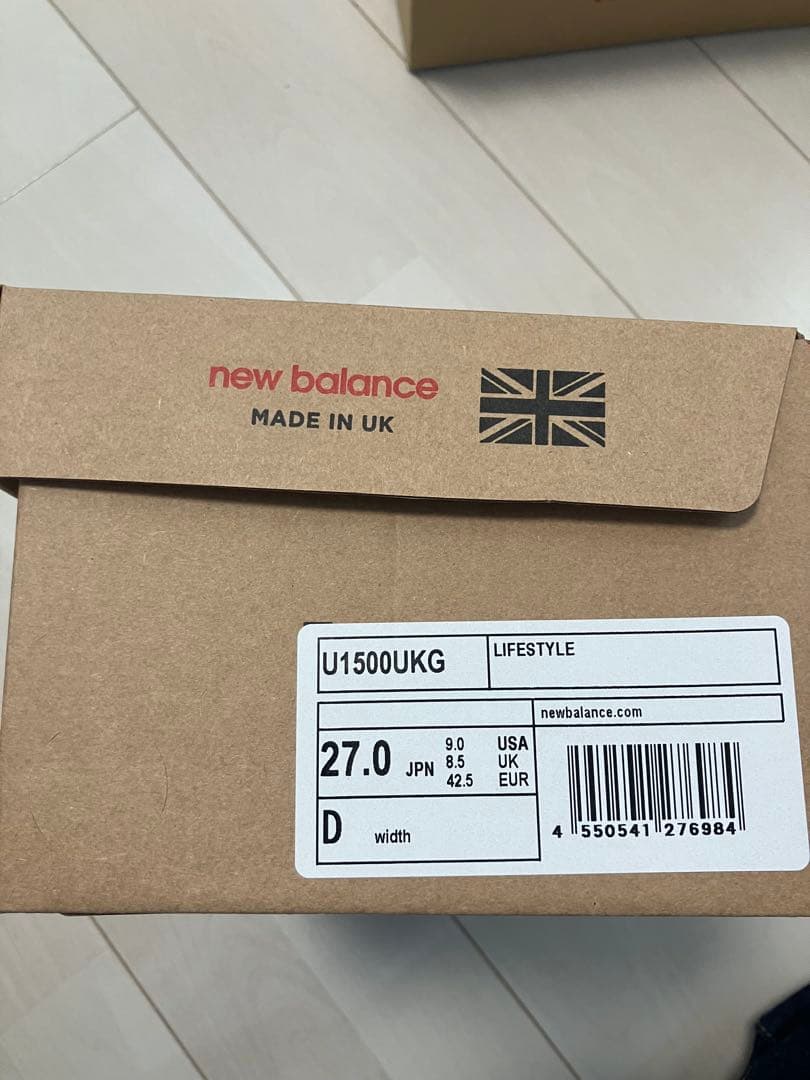 new balance
MADE IN UK
U1500UKG
LIFESTYLE
newbalance.com
27.0 JPN
9.0 USA
8.5 UK
42.5 EUR
D width
4 550541 276984